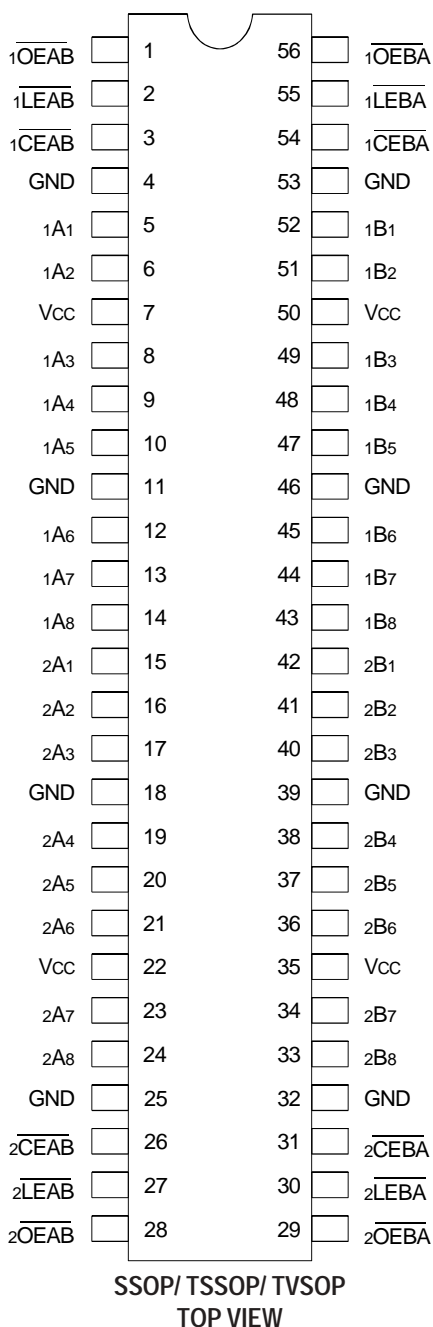 1OEAB 1 56 1OEBA
1LEAB 2 55 1LEBA
1CEAB 3 54 1CEBA
GND 4 53 GND
1A1 5 52 1B1
1A2 6 51 1B2
VCC 7 50 VCC
1A3 8 49 1B3
1A4 9 48 1B4
1A5 10 47 1B5
GND 11 46 GND
1A6 12 45 1B6
1A7 13 44 1B7
1A8 14 43 1B8
2A1 15 42 2B1
2A2 16 41 2B2
2A3 17 40 2B3
GND 18 39 GND
2A4 19 38 2B4
2A5 20 37 2B5
2A6 21 36 2B6
VCC 22 35 VCC
2A7 23 34 2B7
2A8 24 33 2B8
GND 25 32 GND
2CEAB 26 31 2CEBA
2LEAB 27 30 2LEBA
2OEAB 28 29 2OEBA
SSOP/ TSSOP/ TVSOP
TOP VIEW